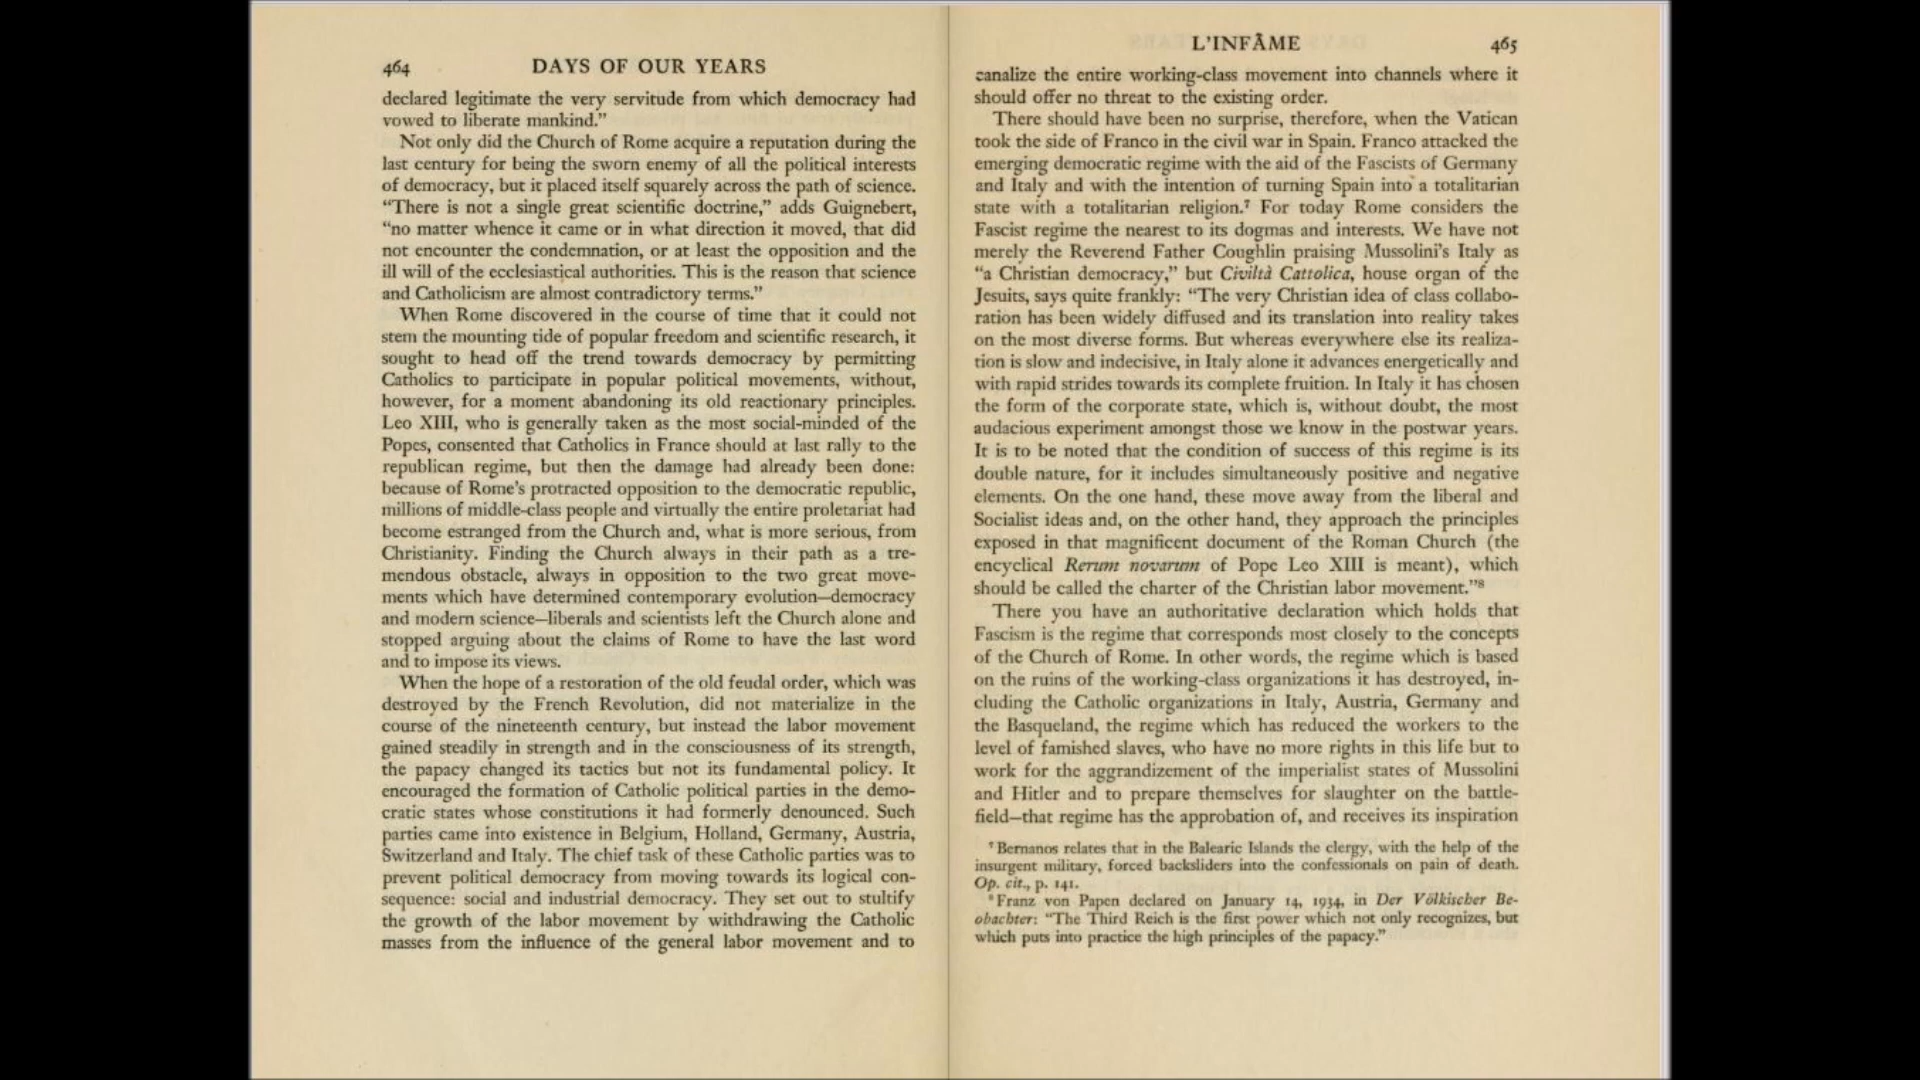 464 DAYS OF OUR YEARS
declared legitimate the very servitude from which democracy had
vowed to liberate mankind.”
Not only did the Church of Rome acquire a reputation during the
last century for being the sworn enemy of all the political interests
of democracy, but it placed itself squarely across the path of science.
“There is not a single great scientific doctrine,” adds Guignebert,
“no matter whence it came or in what direction it moved, that did
not encounter the condemnation, or at least the opposition and the
ill will of the ecclesiastical authorities. This is the reason that science
and Catholicism are almost contradictory terms.”
When Rome discovered in the course of time that it could not
stem the mounting tide of popular freedom and scientific research, it
sought to head off the trend towards democracy by permitting
Catholics to participate in popular political movements, without,
however, for a moment abandoning its old reactionary principles.
Leo XIII, who is generally taken as the most social-minded of the
Popes, consented that Catholics in France should at last rally to the
republican regime, but then the damage had already been done:
because of Rome’s protracted opposition to the democratic republic,
millions of middle-class people and virtually the entire proletariat had
become estranged from the Church and, what is more serious, from
Christianity. Finding the Church always in their path as a tre-
mendous obstacle, always in opposition to the two great move-
ments which have determined contemporary evolution—democracy
and modern science—liberals and scientists left the Church alone and
stopped arguing about the claims of Rome to have the last word
and to impose its views.
When the hope of a restoration of the old feudal order, which was
destroyed by the French Revolution, did not materialize in the
course of the nineteenth century, but instead the labor movement
gained steadily in strength and in the consciousness of its strength,
the papacy changed its tactics but not its fundamental policy. It
encouraged the formation of Catholic political parties in the demo-
cratic states whose constitutions it had formerly denounced. Such
parties came into existence in Belgium, Holland, Germany, Austria,
Switzerland and Italy. The chief task of these Catholic parties was to
prevent political democracy from moving towards its logical con-
sequence: social and industrial democracy. They set out to stultify
the growth of the labor movement by withdrawing the Catholic
masses from the influence of the general labor movement and to
L’INFÂME 465
canalize the entire working-class movement into channels where it
should offer no threat to the existing order.
There should have been no surprise, therefore, when the Vatican
took the side of Franco in the civil war in Spain. Franco attacked the
emerging democratic regime with the aid of the Fascists of Germany
and Italy and with the intention of turning Spain into a totalitarian
state with a totalitarian religion.⁷ For today Rome considers the
Fascist regime the nearest to its dogmas and interests. We have not
merely the Reverend Father Coughlin praising Mussolini’s Italy as
“a Christian democracy,” but Civiltà Cattolica, house organ of the
Jesuits, says quite frankly: “The very Christian idea of class collabo-
ration has been widely diffused and its translation into reality takes
on the most diverse forms. But whereas everywhere else its realiza-
tion is slow and indecisive, in Italy alone it advances energetically and
with rapid strides towards its complete fruition. In Italy it has chosen
the form of the corporate state, which is, without doubt, the most
audacious experiment amongst those we know in the postwar years.
It is to be noted that the condition of success of this regime is its
double nature, for it includes simultaneously positive and negative
elements. On the one hand, these move away from the liberal and
Socialist ideas and, on the other hand, they approach the principles
exposed in that magnificent document of the Roman Church (the
encyclical Rerum novarum of Pope Leo XIII is meant), which
should be called the charter of the Christian labor movement.”⁸
There you have an authoritative declaration which holds that
Fascism is the regime that corresponds most closely to the concepts
of the Church of Rome. In other words, the regime which is based
on the ruins of the working-class organizations it has destroyed, in-
cluding the Catholic organizations in Italy, Austria, Germany and
the Basqueland, the regime which has reduced the workers to the
level of famished slaves, who have no more rights in this life but to
work for the aggrandizement of the imperialist states of Mussolini
and Hitler and to prepare themselves for slaughter on the battle-
field—that regime has the approbation of, and receives its inspiration
⁷ Bernanos relates that in the Balearic Islands the clergy, with the help of the
insurgent military, forced backsliders into the confessionals on pain of death.
Op. cit., p. 141.
⁸ Franz von Papen declared on January 14, 1934, in Der Völkischer Be-
obachter: “The Third Reich is the first power which not only recognizes, but
which puts into practice the high principles of the papacy.”